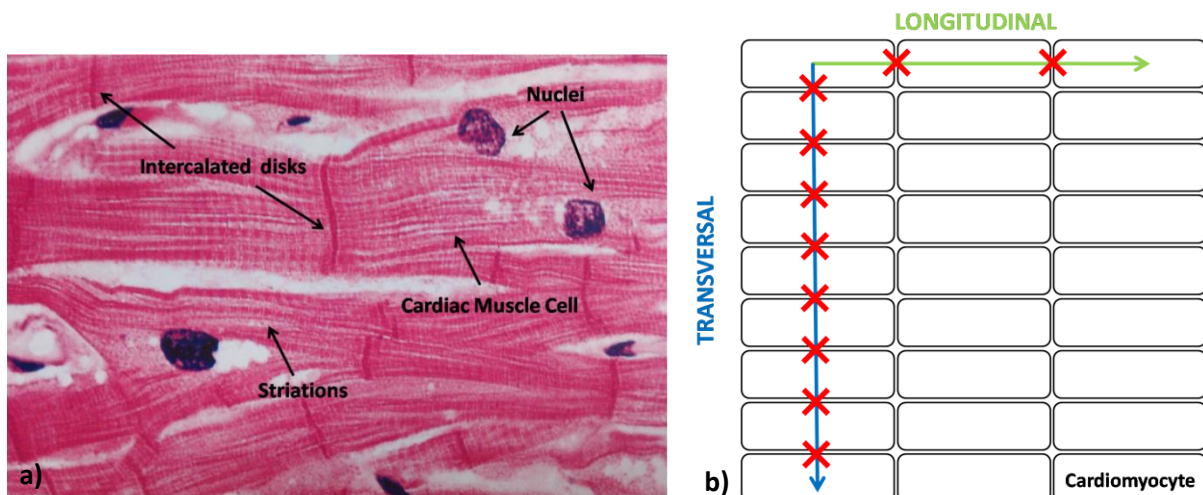 Nuclei
Intercalated disks
Cardiac Muscle Cell
Striations
a)
LONGITUDINAL
TRANSVERSAL
b)
Cardiomyocyte